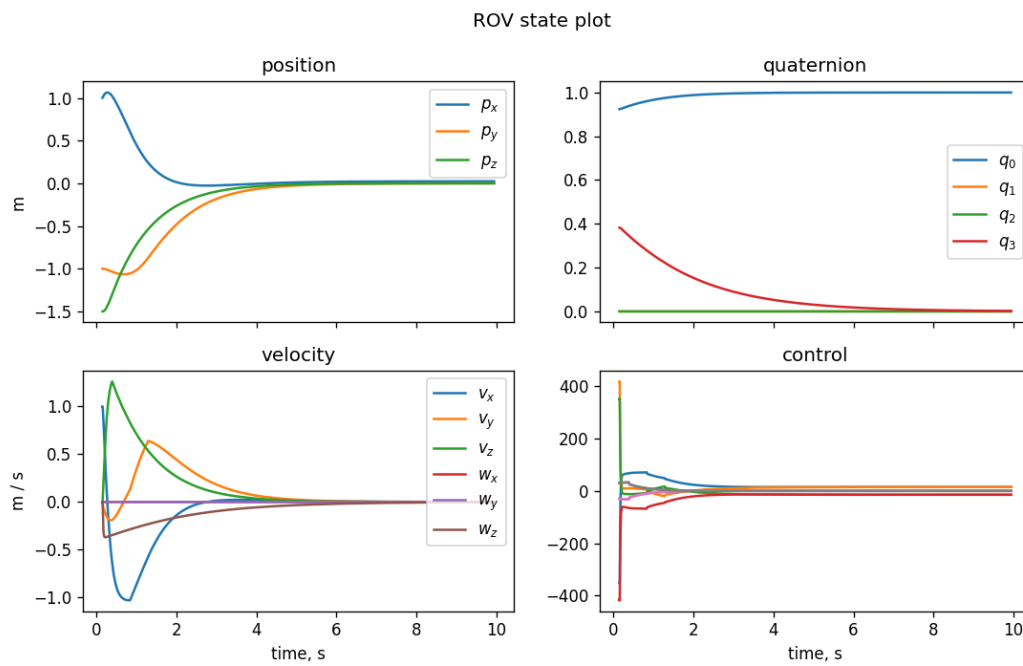 ROV state plot
position
1.0
0.5
0.0
−0.5
−1.0
−1.5
m
p_x
p_y
p_z
quaternion
1.0
0.8
0.6
0.4
0.2
0.0
q_0
q_1
q_2
q_3
velocity
1.0
0.5
0.0
−0.5
−1.0
m / s
v_x
v_y
v_z
w_x
w_y
w_z
0 2 4 6 8 10
time, s
control
400
200
0
−200
−400
0 2 4 6 8 10
time, s